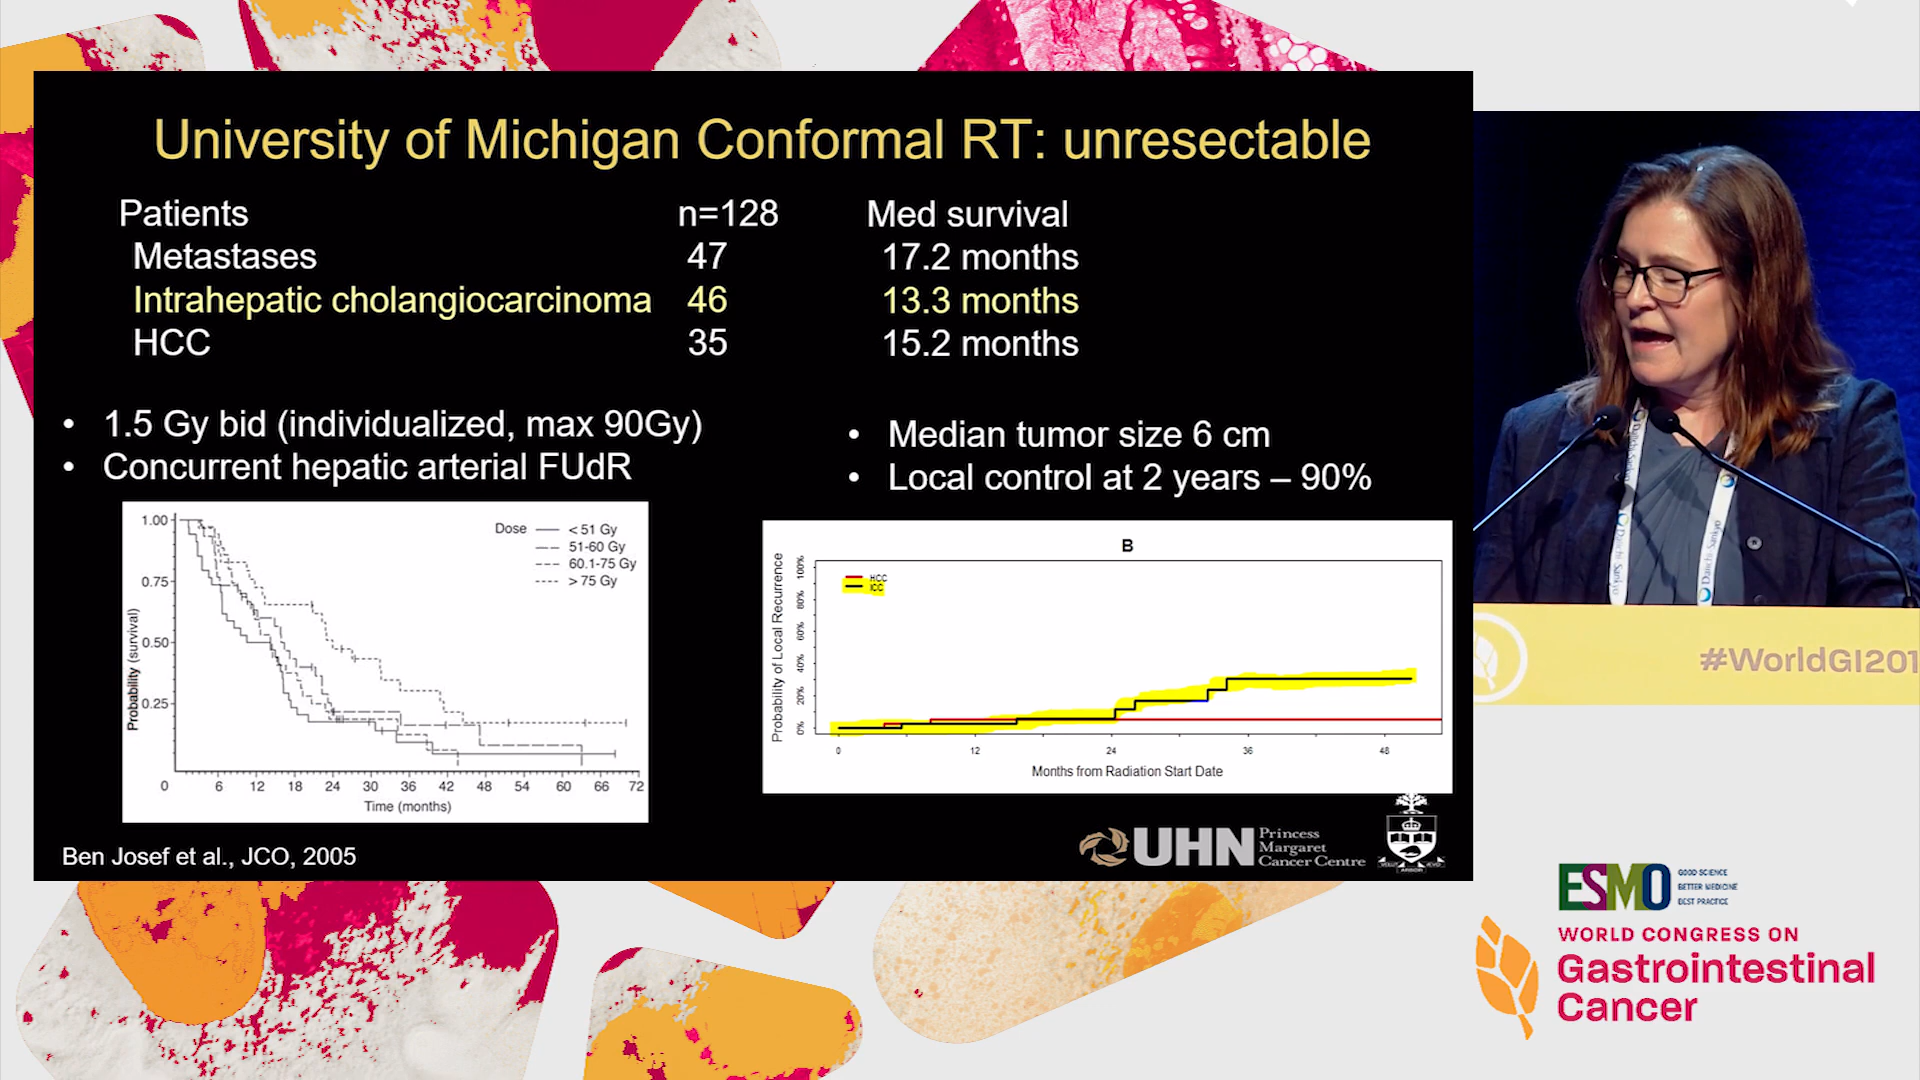 University of Michigan Conformal RT: unresectable
Patients n=128 Med survival
Metastases 47 17.2 months
Intrahepatic cholangiocarcinoma 46 13.3 months
HCC 35 15.2 months
• 1.5 Gy bid (individualized, max 90Gy)
• Concurrent hepatic arterial FUdR
• Median tumor size 6 cm
• Local control at 2 years – 90%
Dose < 51 Gy
51-60 Gy
60.1-75 Gy
> 75 Gy
Probability (survival)
1.00
0.75
0.50
0.25
0 6 12 18 24 30 36 42 48 54 60 66 72
Time (months)
B
HCC
ICC
Probability of Local Recurrence
100%
80%
60%
40%
20%
0%
0 12 24 36 48
Months from Radiation Start Date
Ben Josef et al., JCO, 2005
UHN Princess
Margaret
Cancer Centre
Daiichi-Sankyo
#WorldGI201
ESMO
GOOD SCIENCE
BETTER MEDICINE
BEST PRACTICE
WORLD CONGRESS ON
Gastrointestinal
Cancer